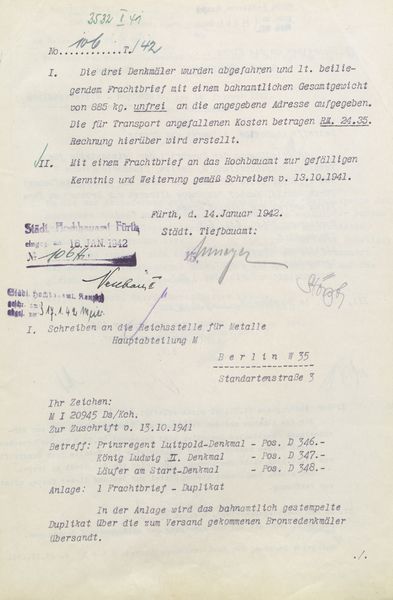 3532 I 41
No. 106 T. /42
I. Die drei Denkmäler wurden abgefahren und lt. beilie-
gendem Frachtbrief mit einem bahnamtlichen Gesamtgewicht
von 885 kg. unfrei an die angegebene Adresse aufgegeben.
Die für Transport angefallenen Kosten betragen RM. 24.35.
Rechnung hierüber wird erstellt.
II. Mit einem Frachtbrief an das Hochbauamt zur gefälligen
Kenntnis und Weiterung gemäß Schreiben v. 13.10.1941.
Fürth, d. 14.Januar 1942.
Städt. Tiefbauamt:
Städt. Hochbauamt Fürth
eingeg. 16. JAN. 1942
Nr. 106
Neubau II
I. Schreiben an die Reichsstelle für Metalle
Hauptabteilung M
Berlin W 35
Standartenstraße 3
Ihr Zeichen:
M I 20945 Ds/Kch.
Zur Zuschrift v. 13.10.1941
Betreff: Prinzregent Luitpold-Denkmal - Pos. D 346.-
König Ludwig II. Denkmal - Pos. D 347.-
Läufer am Start-Denkmal - Pos. D 348.-
Anlage: 1 Frachtbrief - Duplikat
In der Anlage wird das bahnamtlich gestempelte
Duplikat über die zum Versand gekommenen Bronzedenkmäler
übersandt.
./.